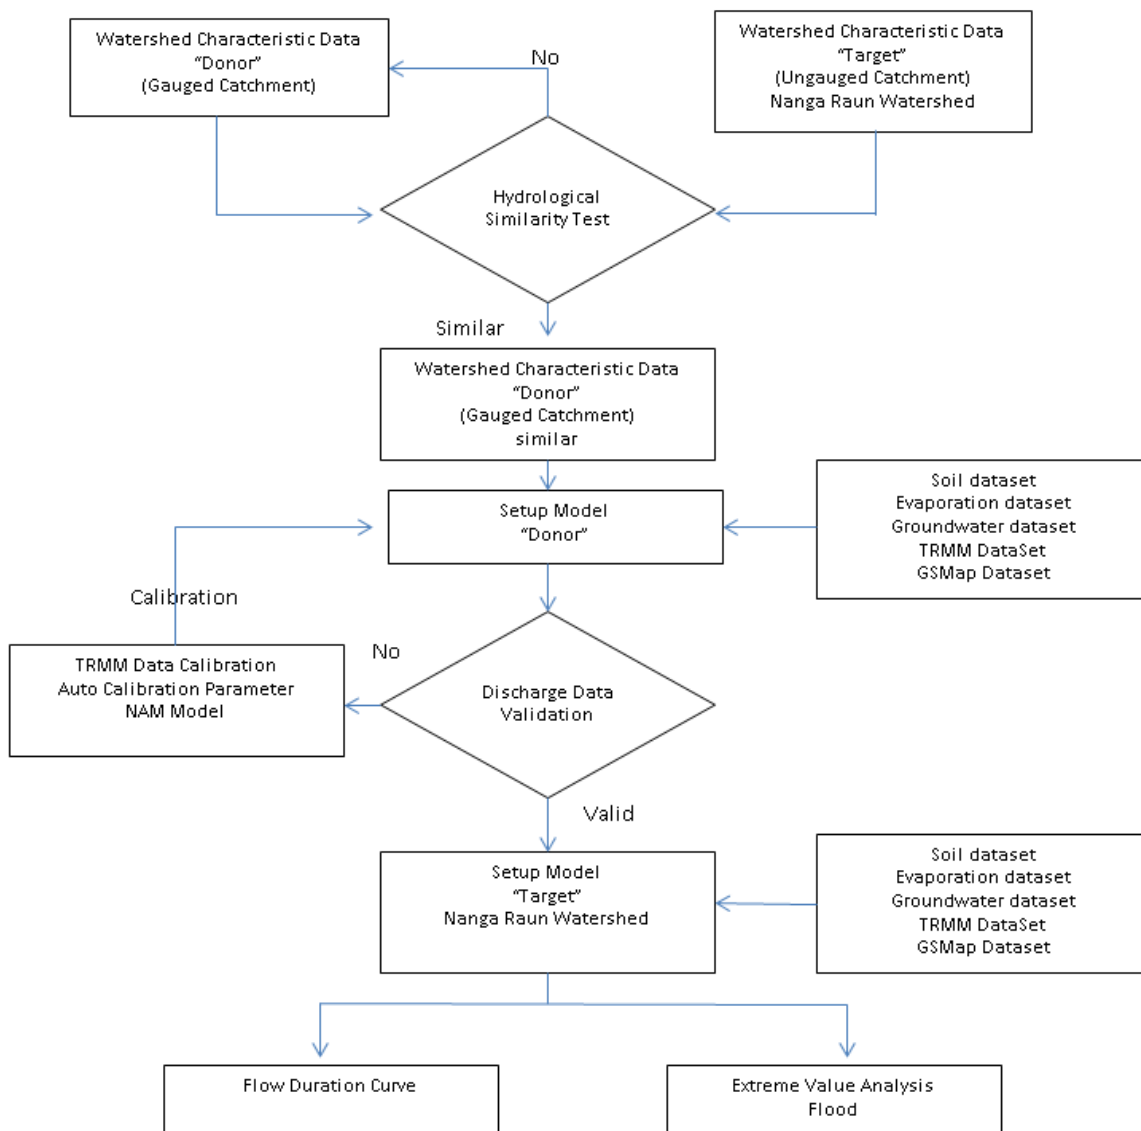 Watershed Characteristic Data
“Donor”
(Gauged Catchment)
No
Watershed Characteristic Data
“Target”
(Ungauged Catchment)
Nanga Raun Watershed
Hydrological
Similarity Test
Similar
Watershed Characteristic Data
“Donor”
(Gauged Catchment)
similar
Setup Model
“Donor”
Soil dataset
Evaporation dataset
Groundwater dataset
TRMM DataSet
GSMap Dataset
Calibration
TRMM Data Calibration
Auto Calibration Parameter
NAM Model
No
Discharge Data
Validation
Valid
Setup Model
“Target”
Nanga Raun Watershed
Soil dataset
Evaporation dataset
Groundwater dataset
TRMM DataSet
GSMap Dataset
Flow Duration Curve
Extreme Value Analysis
Flood